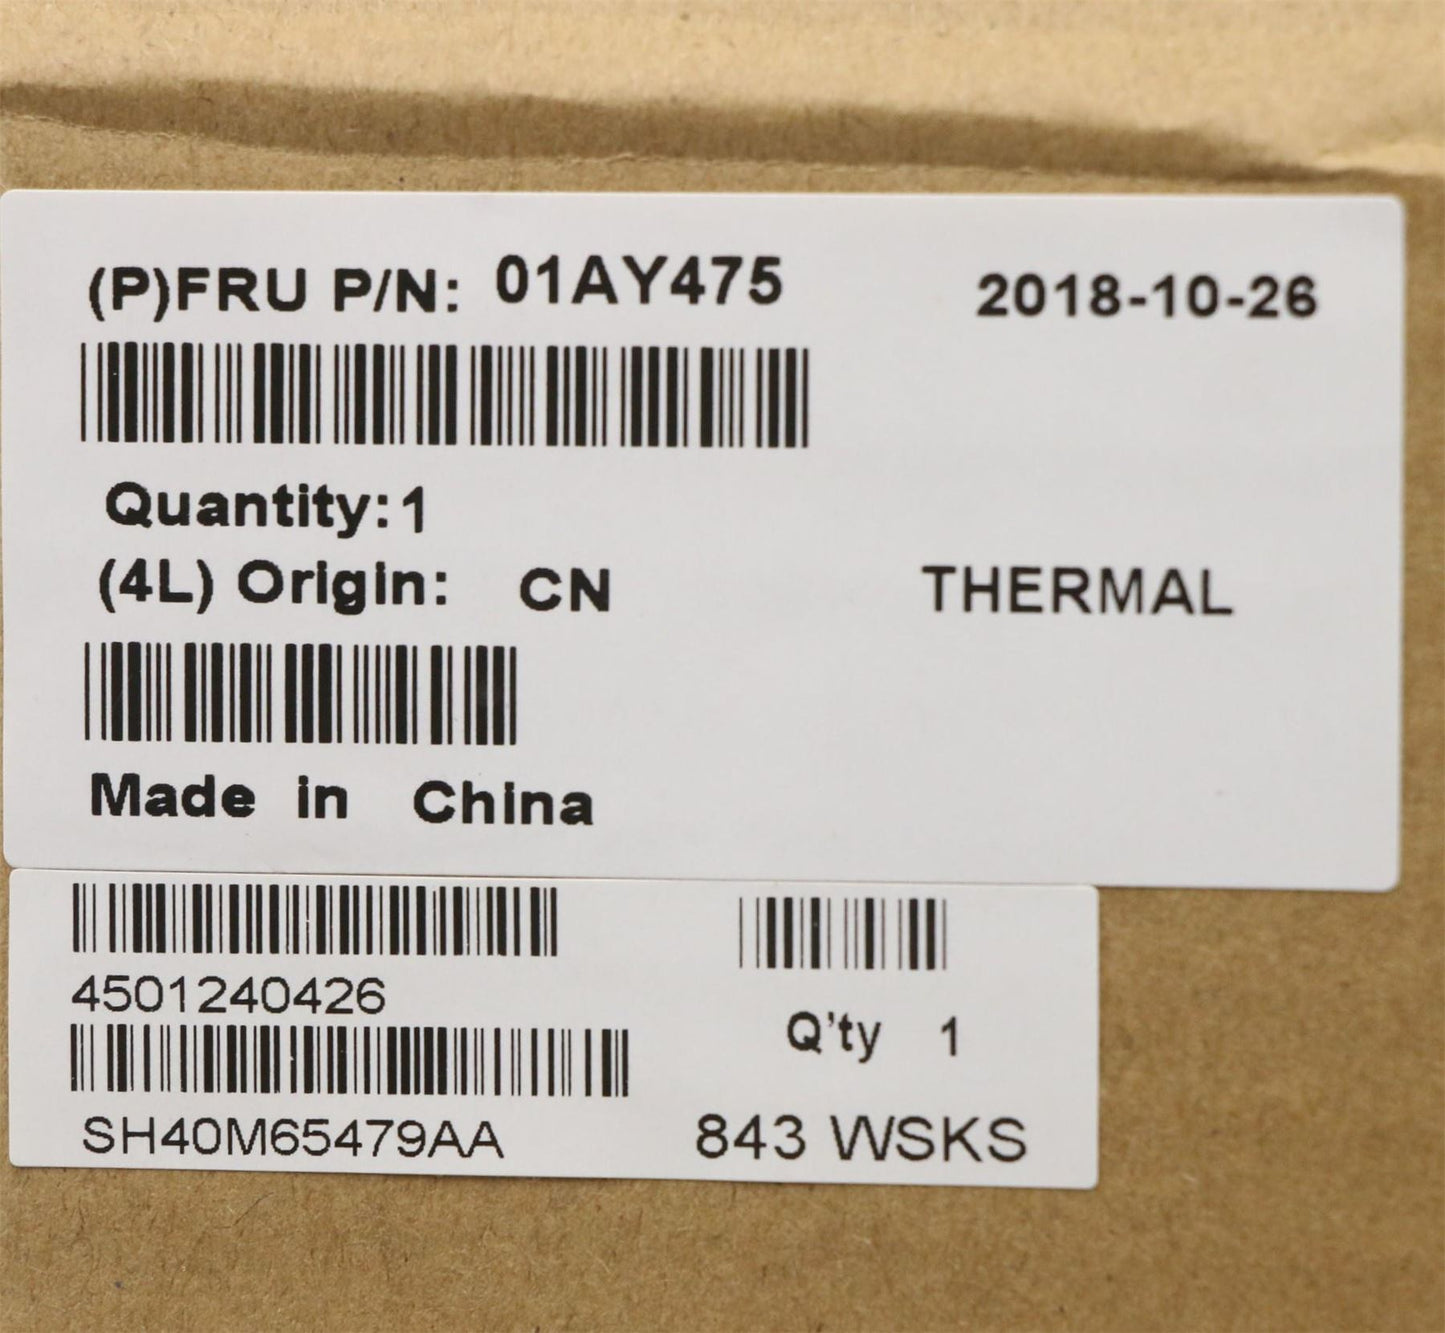 (P)FRU P/N: 01AY475 2018-10-26
Quantity:1
(4L) Origin: CN THERMAL
Made in China
4501240426
Q'ty 1
SH40M65479AA 843 WSKS